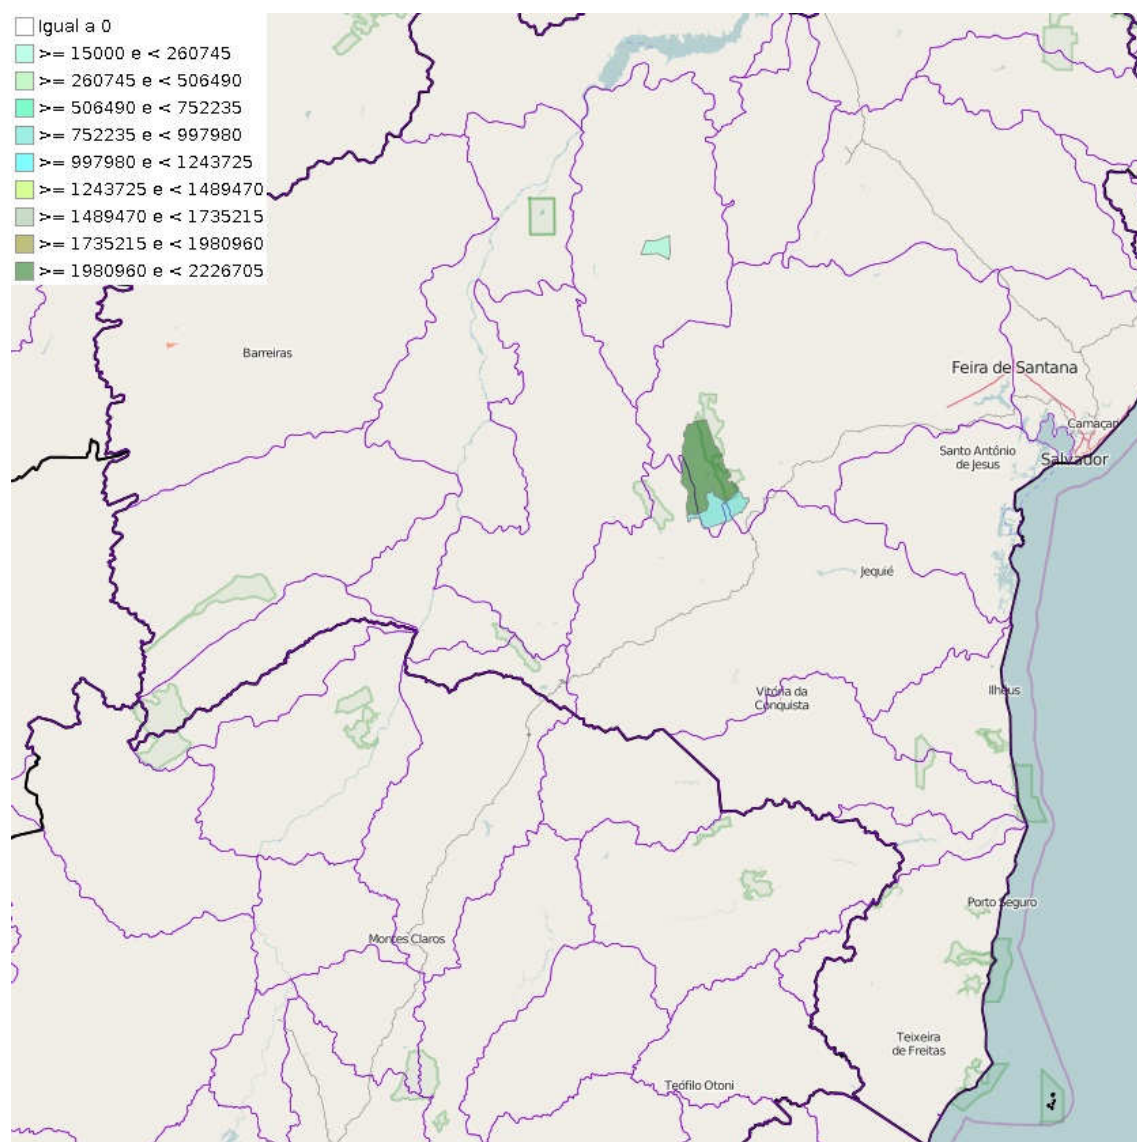 Igual a 0
>= 15000 e < 260745
>= 260745 e < 506490
>= 506490 e < 752235
>= 752235 e < 997980
>= 997980 e < 1243725
>= 1243725 e < 1489470
>= 1489470 e < 1735215
>= 1735215 e < 1980960
>= 1980960 e < 2226705
Barreiras
Feira de Santana
Camaçari
Santo Antônio
de Jesus
Salvador
Jequié
Vitória da
Conquista
Ilhéus
Porto Seguro
Montes Claros
Teixeira
de Freitas
Teófilo Otoni